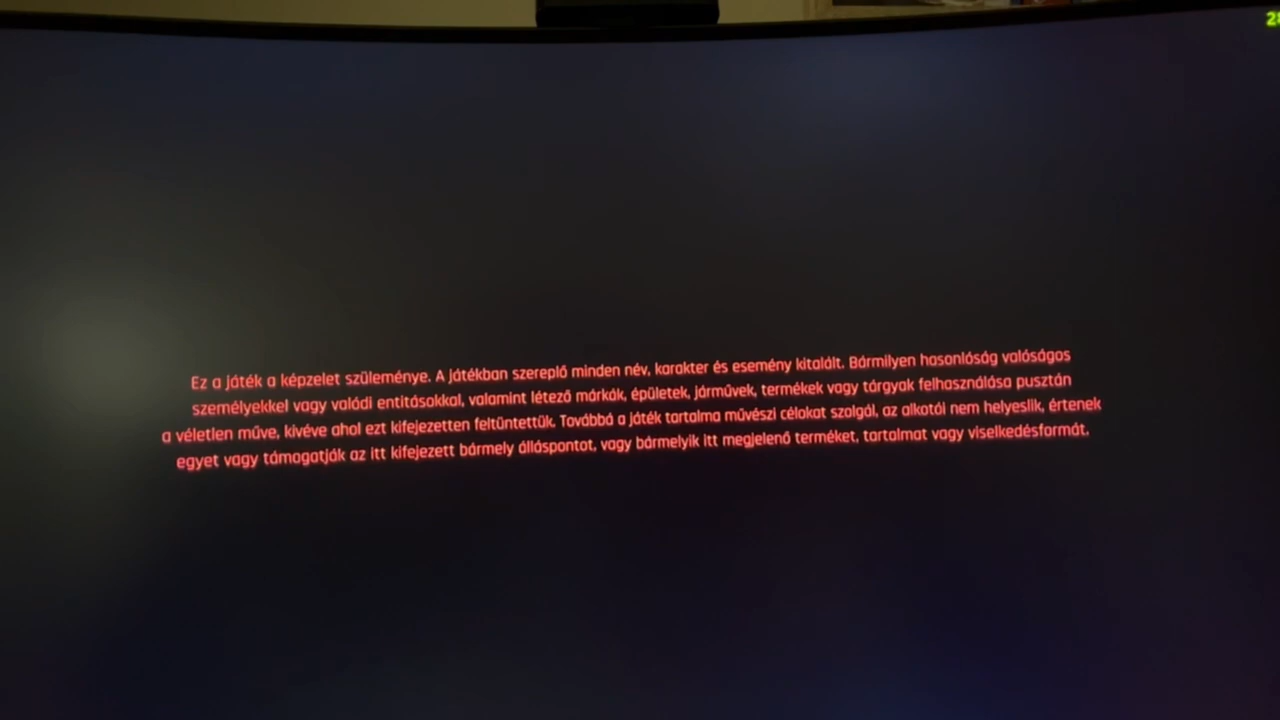 Ez a játék a képzelet szüleménye. A játékban szereplő minden név, karakter és esemény kitalált. Bármilyen hasonlóság valóságos
személyekkel vagy valódi entitásokkal, valamint létező márkák, épületek, járművek, termékek vagy tárgyak felhasználása pusztán
a véletlen műve, kivéve ahol ezt kifejezetten feltüntettük. Továbbá a játék tartalma művészi célokat szolgál, az alkotói nem helyeslik, értenek
egyet vagy támogatják az itt kifejezett bármely álláspontot, vagy bármelyik itt megjelenő terméket, tartalmat vagy viselkedésformát.